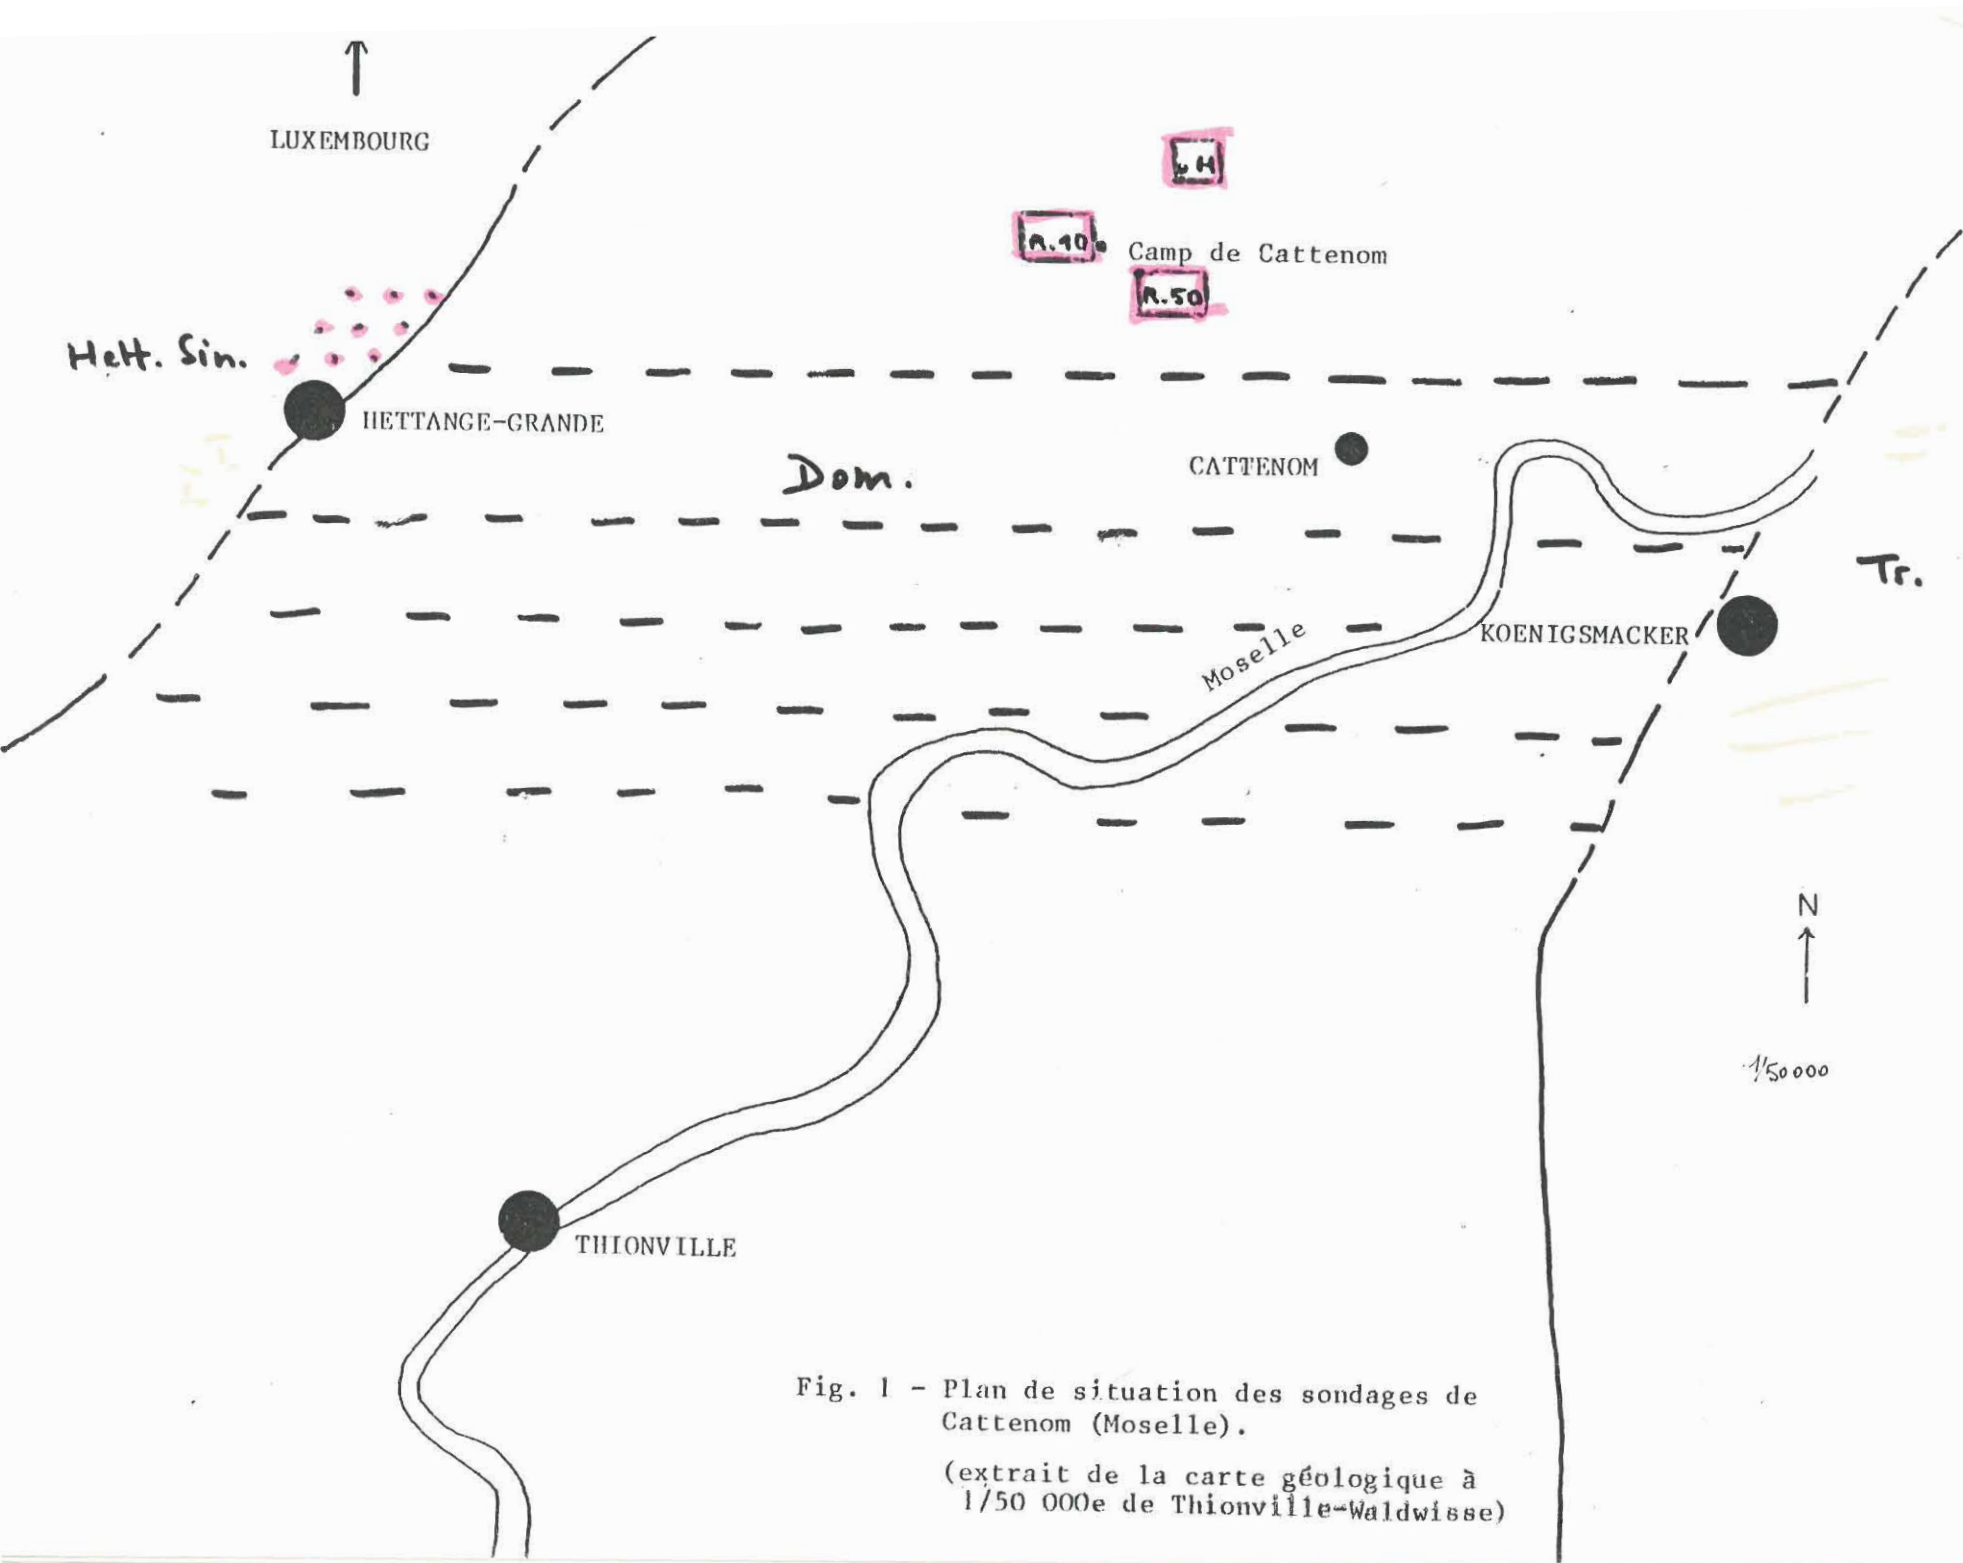 LUXEMBOURG
H
R.10
Camp de Cattenom
R.50
Hett. Sin.
HETTANGE-GRANDE
CATTENOM
Dom.
Tr.
Moselle
KOENIGSMACKER
N
1/50000
THIONVILLE
Fig. 1 - Plan de situation des sondages de
Cattenom (Moselle).
(extrait de la carte géologique à
1/50 000e de Thionville-Waldwisse)